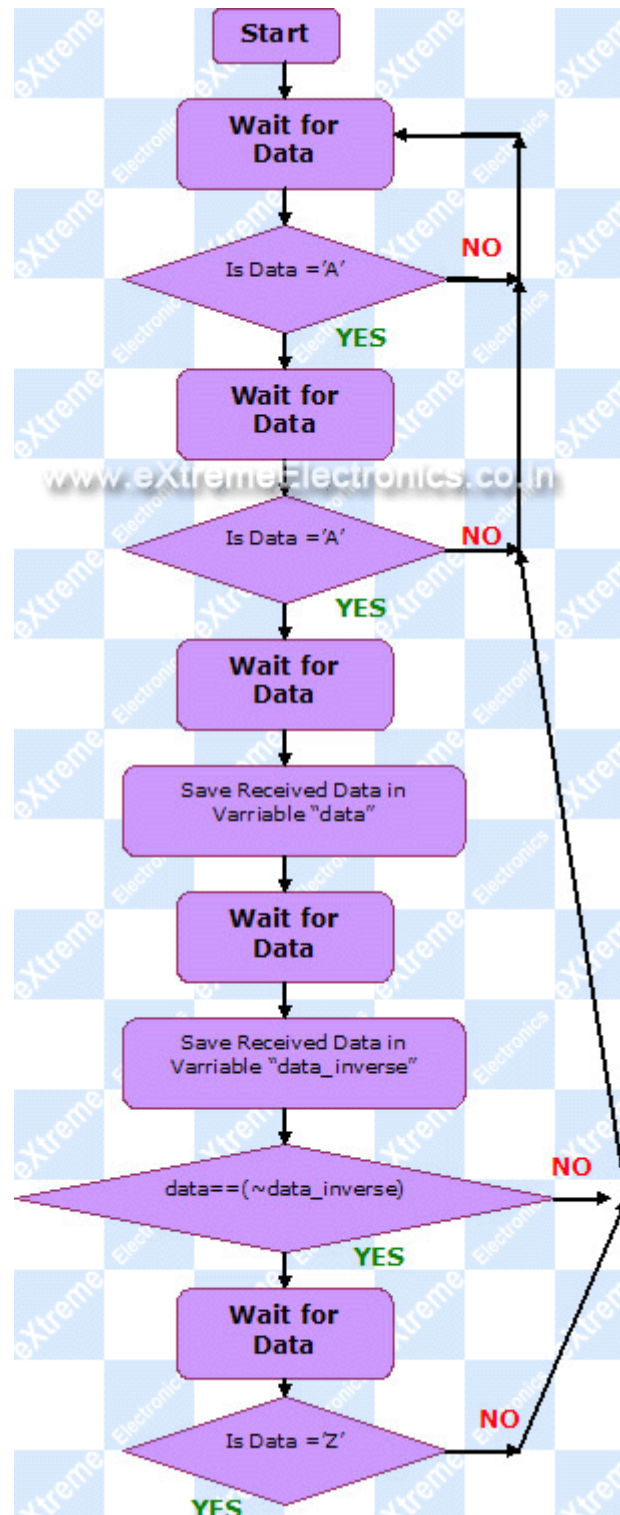 Start
Wait for
Data
Is Data ='A'
NO
YES
Wait for
Data
www.eXtremeElectronics.co.in
Is Data ='A'
NO
YES
Wait for
Data
Save Received Data in
Varriable "data"
Wait for
Data
Save Received Data in
Varriable "data_inverse"
data==(~data_inverse)
NO
YES
Wait for
Data
Is Data ='Z'
NO
YES
eXtreme
Electronics